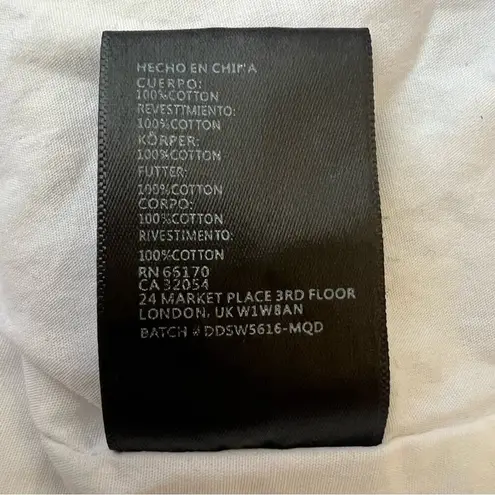 HECHO EN CHINA
CUERPO:
100%COTTON
REVESTTMIENTO:
100%COTTON
KÖRPER:
100%COTTON
FUTTER:
100%COTTON
CORPO:
100%COTTON
RIVESTIMENTO:
100%COTTON
RN 66170
CA 32054
24 MARKET PLACE 3RD FLOOR
LONDON, UK W1W8AN
BATCH # DDSW5616-MQD